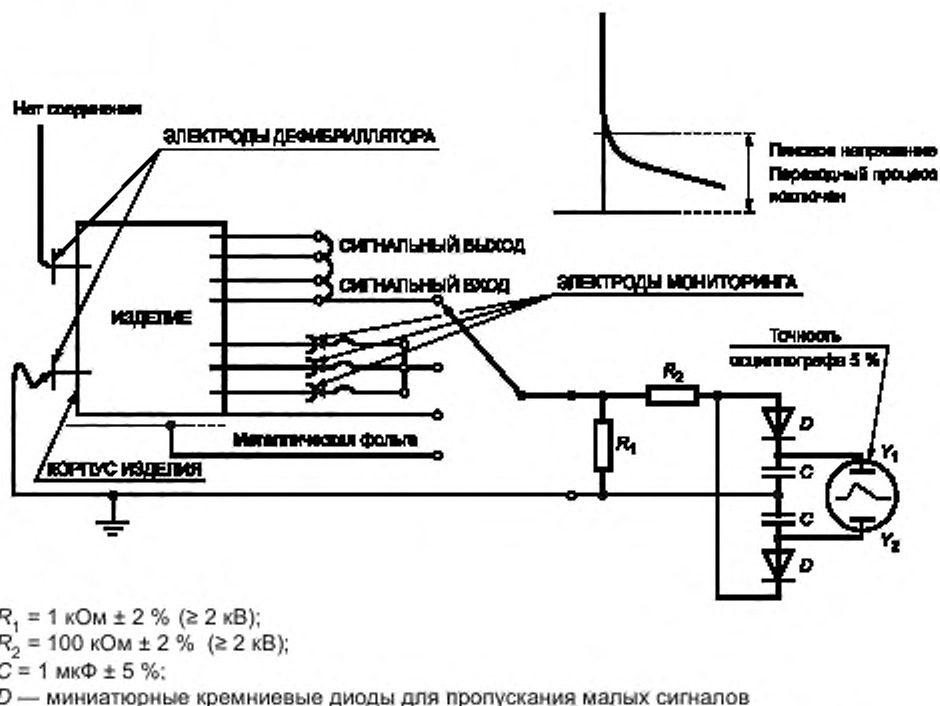 Нет соединения
ЭЛЕКТРОДЫ ДЕФИБРИЛЛЯТОРА
Пиковое напряжение
Переходный процесс
исключен
СИГНАЛЬНЫЙ ВЫХОД
СИГНАЛЬНЫЙ ВХОД
ЭЛЕКТРОДЫ МОНИТОРИНГА
ИЗДЕЛИЕ
Точность
осциллографа 5 %
R2
D
R1
Металлическая фольга
C
Y1
КОРПУС ИЗДЕЛИЯ
C
Y2
D
R1 = 1 кОм ± 2 % (≥ 2 кВ);
R2 = 100 кОм ± 2 % (≥ 2 кВ);
C = 1 мкФ ± 5 %;
D — миниатюрные кремниевые диоды для пропускания малых сигналов